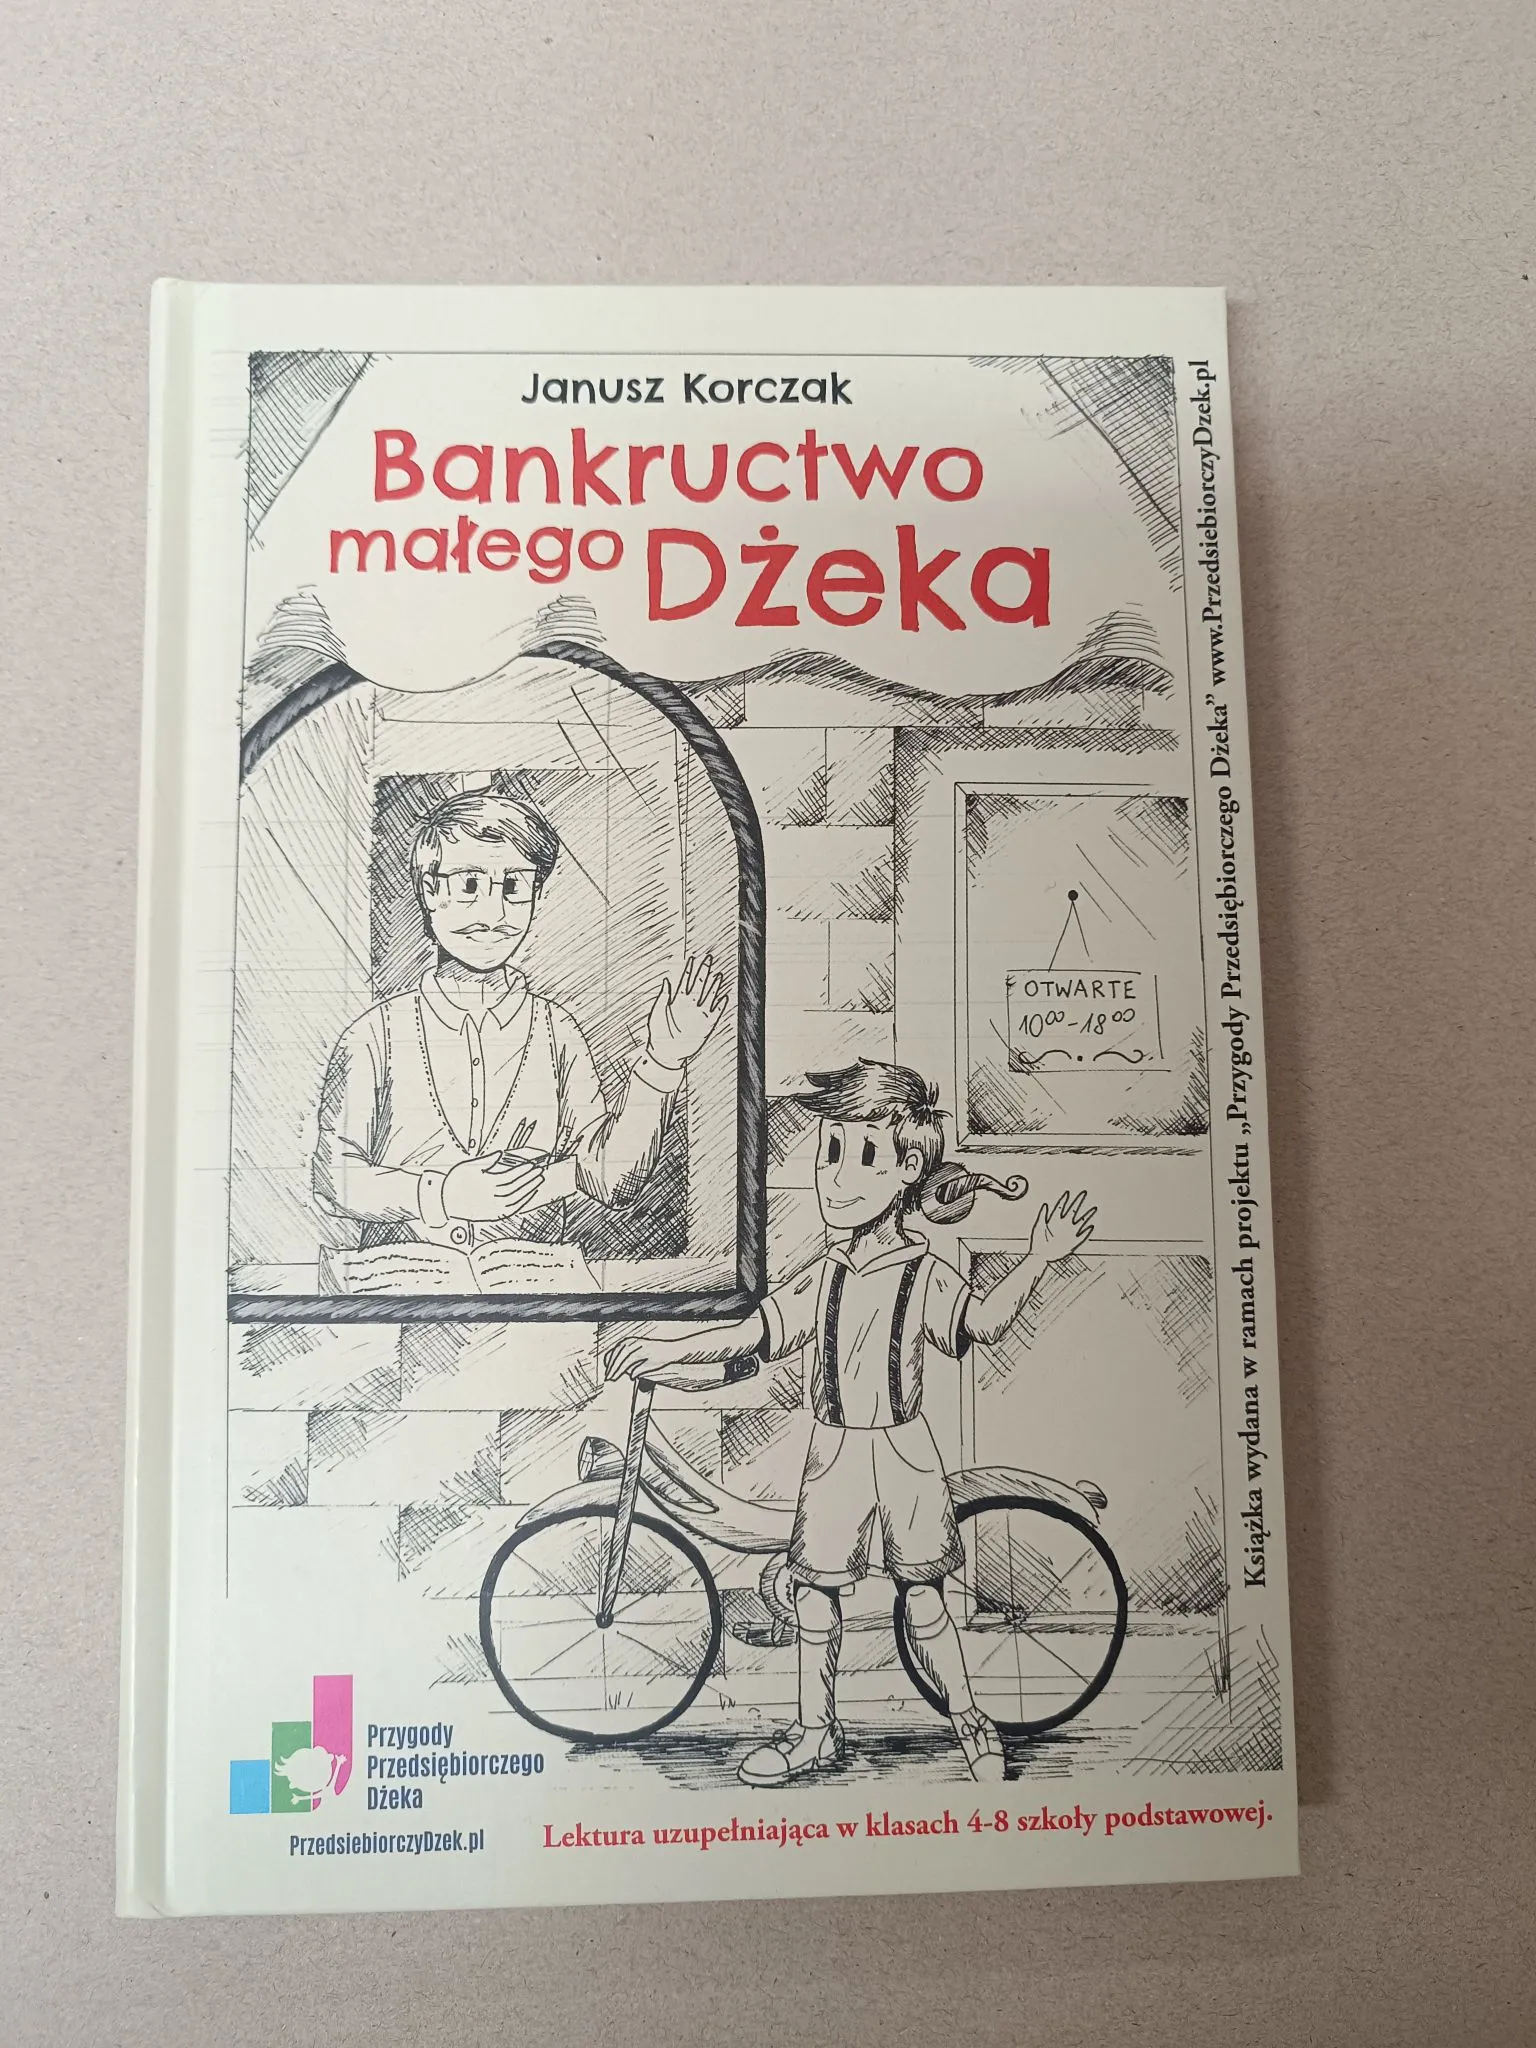 Janusz Korczak
Bankructwo
małego Dżeka
OTWARTE
10⁰⁰-18⁰⁰
Książka wydana w ramach projektu „Przygody Przedsiębiorczego Dżeka” www.PrzedsiebiorczyDzek.pl
Przygody
Przedsiębiorczego
Dżeka
PrzedsiebiorczyDzek.pl
Lektura uzupełniająca w klasach 4-8 szkoły podstawowej.